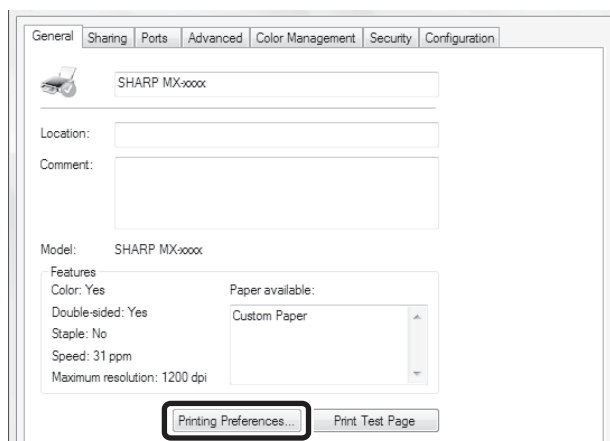 General Sharing Ports Advanced Color Management Security Configuration
SHARP MX-xxxx
Location:
Comment:
Model: SHARP MX-xxxx
Features
Color: Yes Paper available:
Double-sided: Yes Custom Paper
Staple: No
Speed: 31 ppm
Maximum resolution: 1200 dpi
Printing Preferences... Print Test Page